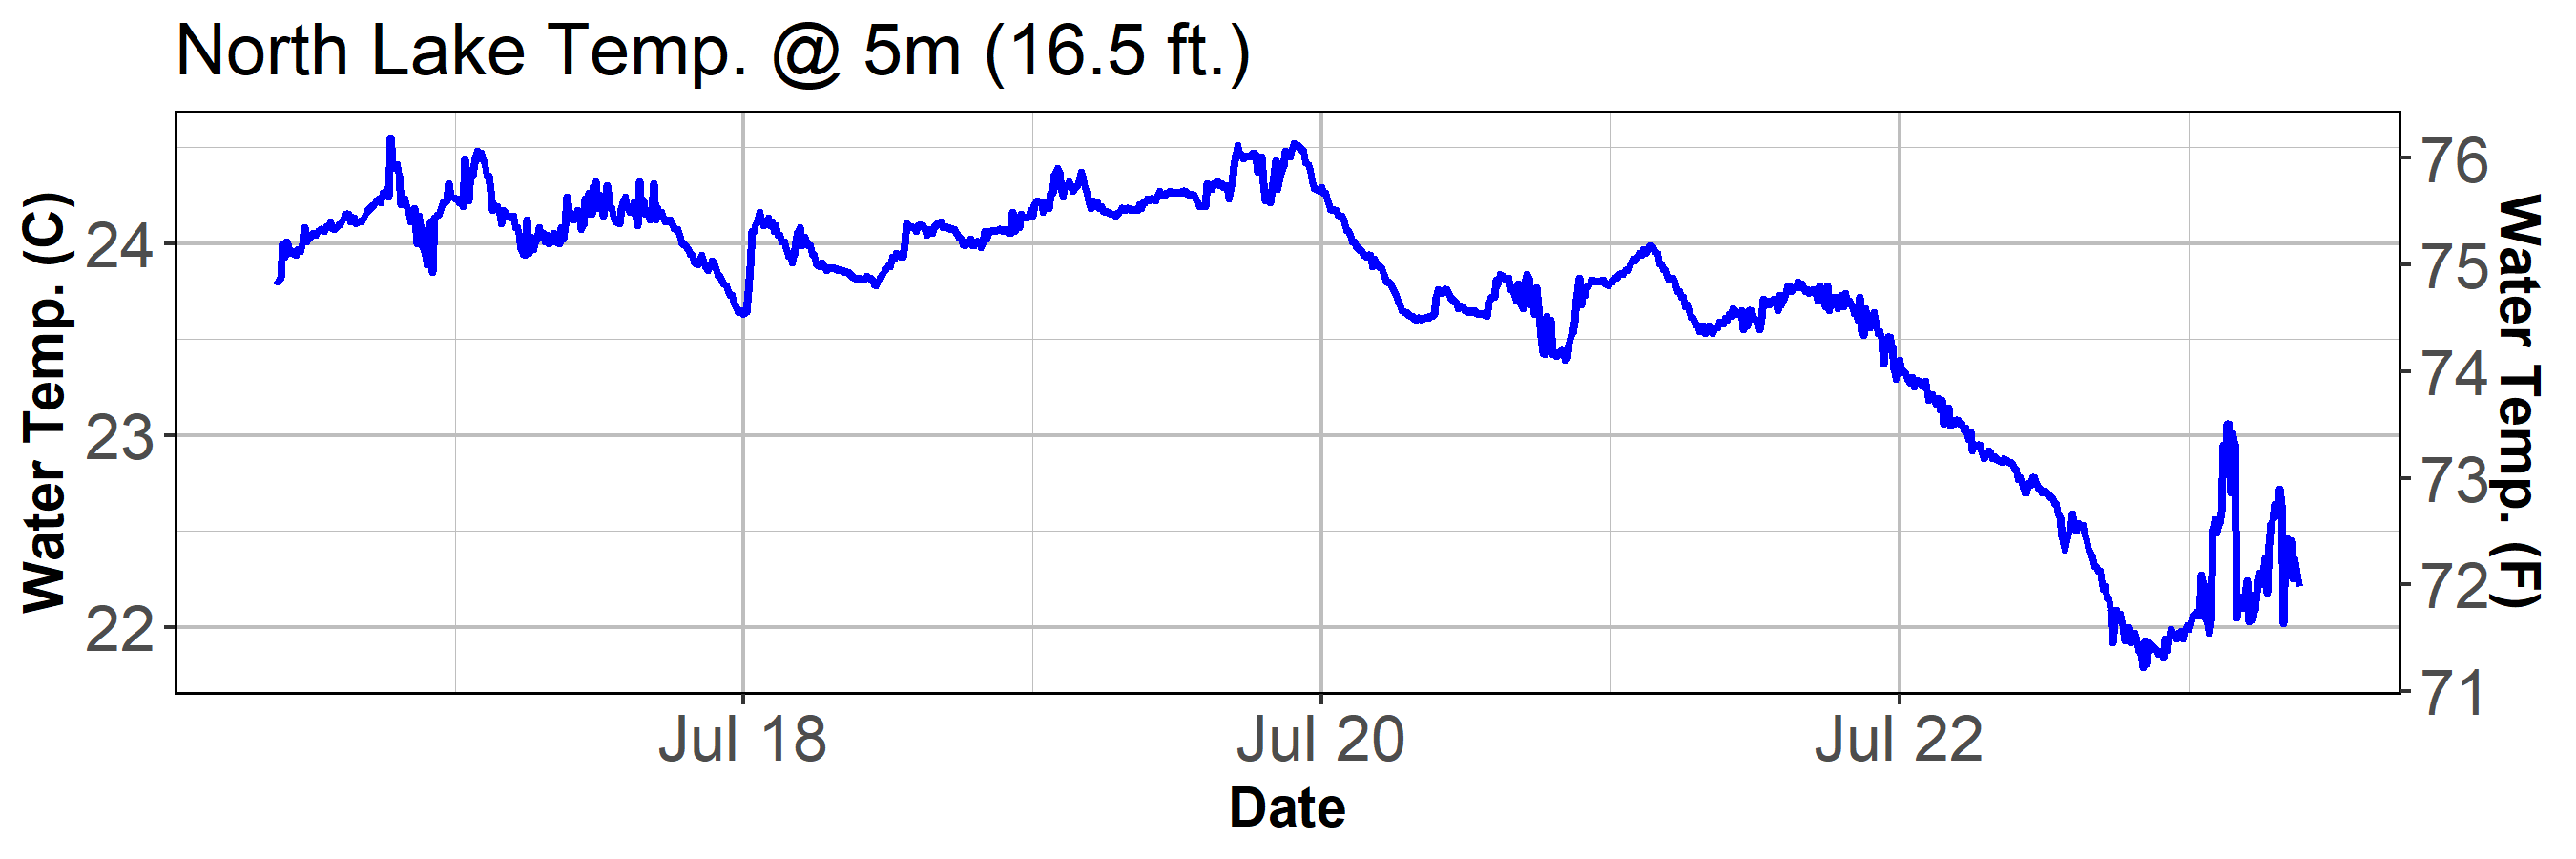 North Lake Temp. @ 5m (16.5 ft.)
Water Temp. (C)
24
23
22
76
75
74
73
72
71
Water Temp. (F)
Jul 18
Jul 20
Jul 22
Date